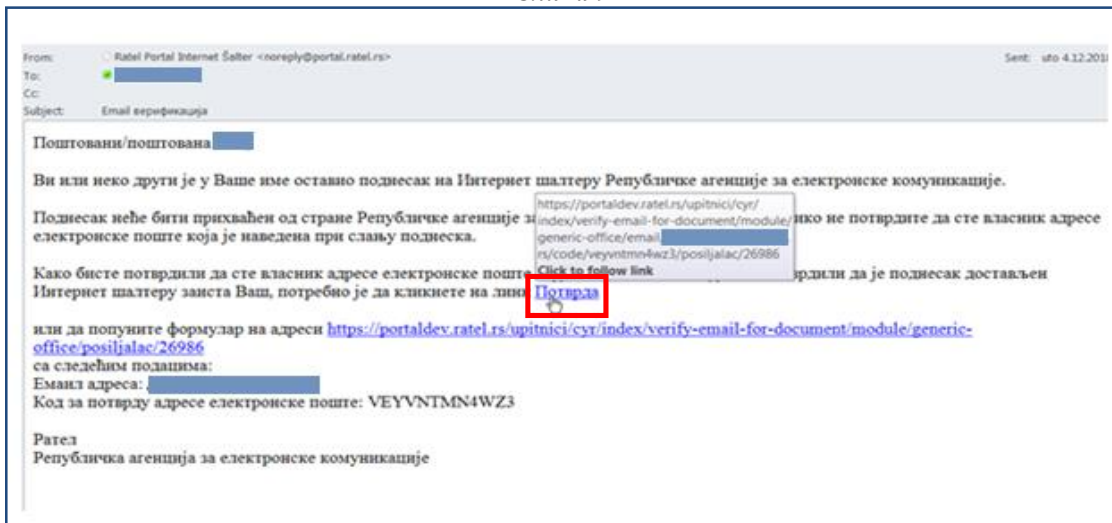 From: Ratel Portal Internet Šalter <noreply@portal.ratel.rs> Sent: uto 4.12.201
To:
Cc:
Subject: Email верификација
Поштовани/поштована
Ви или неко други је у Ваше име оставио поднесак на Интернет шалтеру Републичке агенције за електронске комуникације.
Поднесак неће бити прихваћен од стране Републичке агенције за ико не потврдите да сте власник адресе
електронске поште која је наведена при слању поднеска.
https://portaldev.ratel.rs/upitnici/cyr/
index/verify-email-for-document/module/
generic-office/email
rs/code/veyvntmn4wz3/posiljalac/26986
Click to follow link
Како бисте потврдили да сте власник адресе електронске поште врдили да је поднесак достављен
Интернет шалтеру заиста Ваш, потребно је да кликнете на линк Потврда
или да попуните формулар на адреси https://portaldev.ratel.rs/upitnici/cyr/index/verify-email-for-document/module/generic-
office/posiljalac/26986
са следећим подацима:
Емаил адреса:
Код за потврду адресе електронске поште: VEYVNTMN4WZ3
Рател
Републичка агенција за електронске комуникације